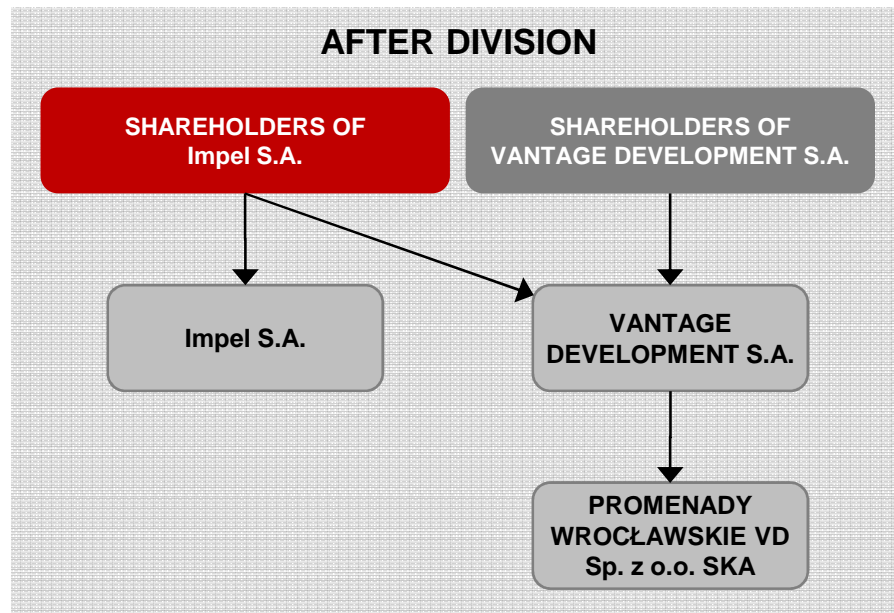 AFTER DIVISION
SHAREHOLDERS OF
Impel S.A.
SHAREHOLDERS OF
VANTAGE DEVELOPMENT S.A.
Impel S.A.
VANTAGE
DEVELOPMENT S.A.
PROMENADY
WROCŁAWSKIE VD
Sp. z o.o. SKA